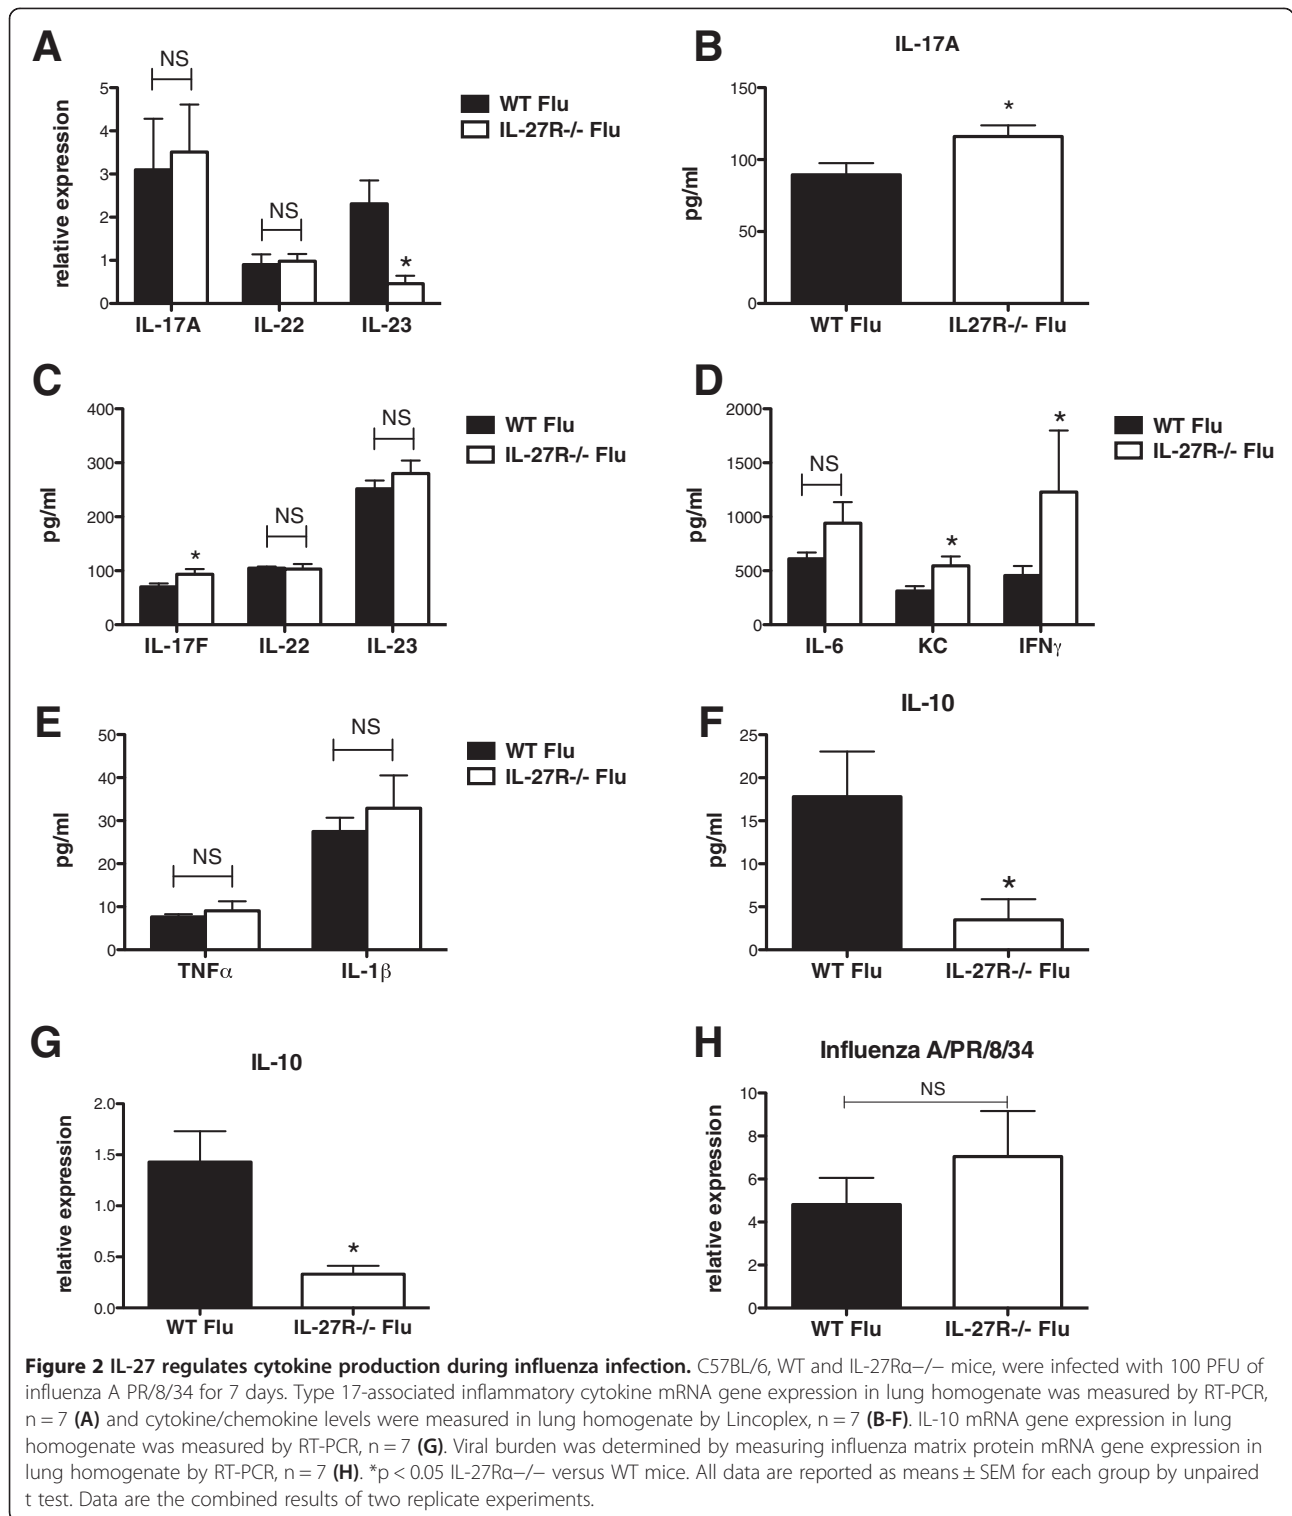 A
NS
5
4
3
2
1
0
relative expression
NS
*
IL-17A IL-22 IL-23
WT Flu
IL-27R-/- Flu
B
IL-17A
150
100
50
0
pg/ml
*
WT Flu IL27R-/- Flu
C
400
300
200
100
0
pg/ml
*
NS
NS
IL-17F IL-22 IL-23
WT Flu
IL-27R-/- Flu
D
2000
1500
1000
500
0
pg/ml
NS
*
*
IL-6 KC IFNγ
WT Flu
IL-27R-/- Flu
E
50
40
30
20
10
0
pg/ml
NS
NS
TNFα IL-1β
WT Flu
IL-27R-/- Flu
F
IL-10
25
20
15
10
5
0
pg/ml
*
WT Flu IL-27R-/- Flu
G
IL-10
2.0
1.5
1.0
0.5
0.0
relative expression
*
WT Flu IL-27R-/- Flu
H
Influenza A/PR/8/34
10
8
6
4
2
0
relative expression
NS
WT Flu IL-27R-/- Flu
Figure 2 IL-27 regulates cytokine production during influenza infection. C57BL/6, WT and IL-27Rα−/− mice, were infected with 100 PFU of
influenza A PR/8/34 for 7 days. Type 17-associated inflammatory cytokine mRNA gene expression in lung homogenate was measured by RT-PCR,
n = 7 (A) and cytokine/chemokine levels were measured in lung homogenate by Lincoplex, n = 7 (B-F). IL-10 mRNA gene expression in lung
homogenate was measured by RT-PCR, n = 7 (G). Viral burden was determined by measuring influenza matrix protein mRNA gene expression in
lung homogenate by RT-PCR, n = 7 (H). *p < 0.05 IL-27Rα−/− versus WT mice. All data are reported as means ± SEM for each group by unpaired
t test. Data are the combined results of two replicate experiments.